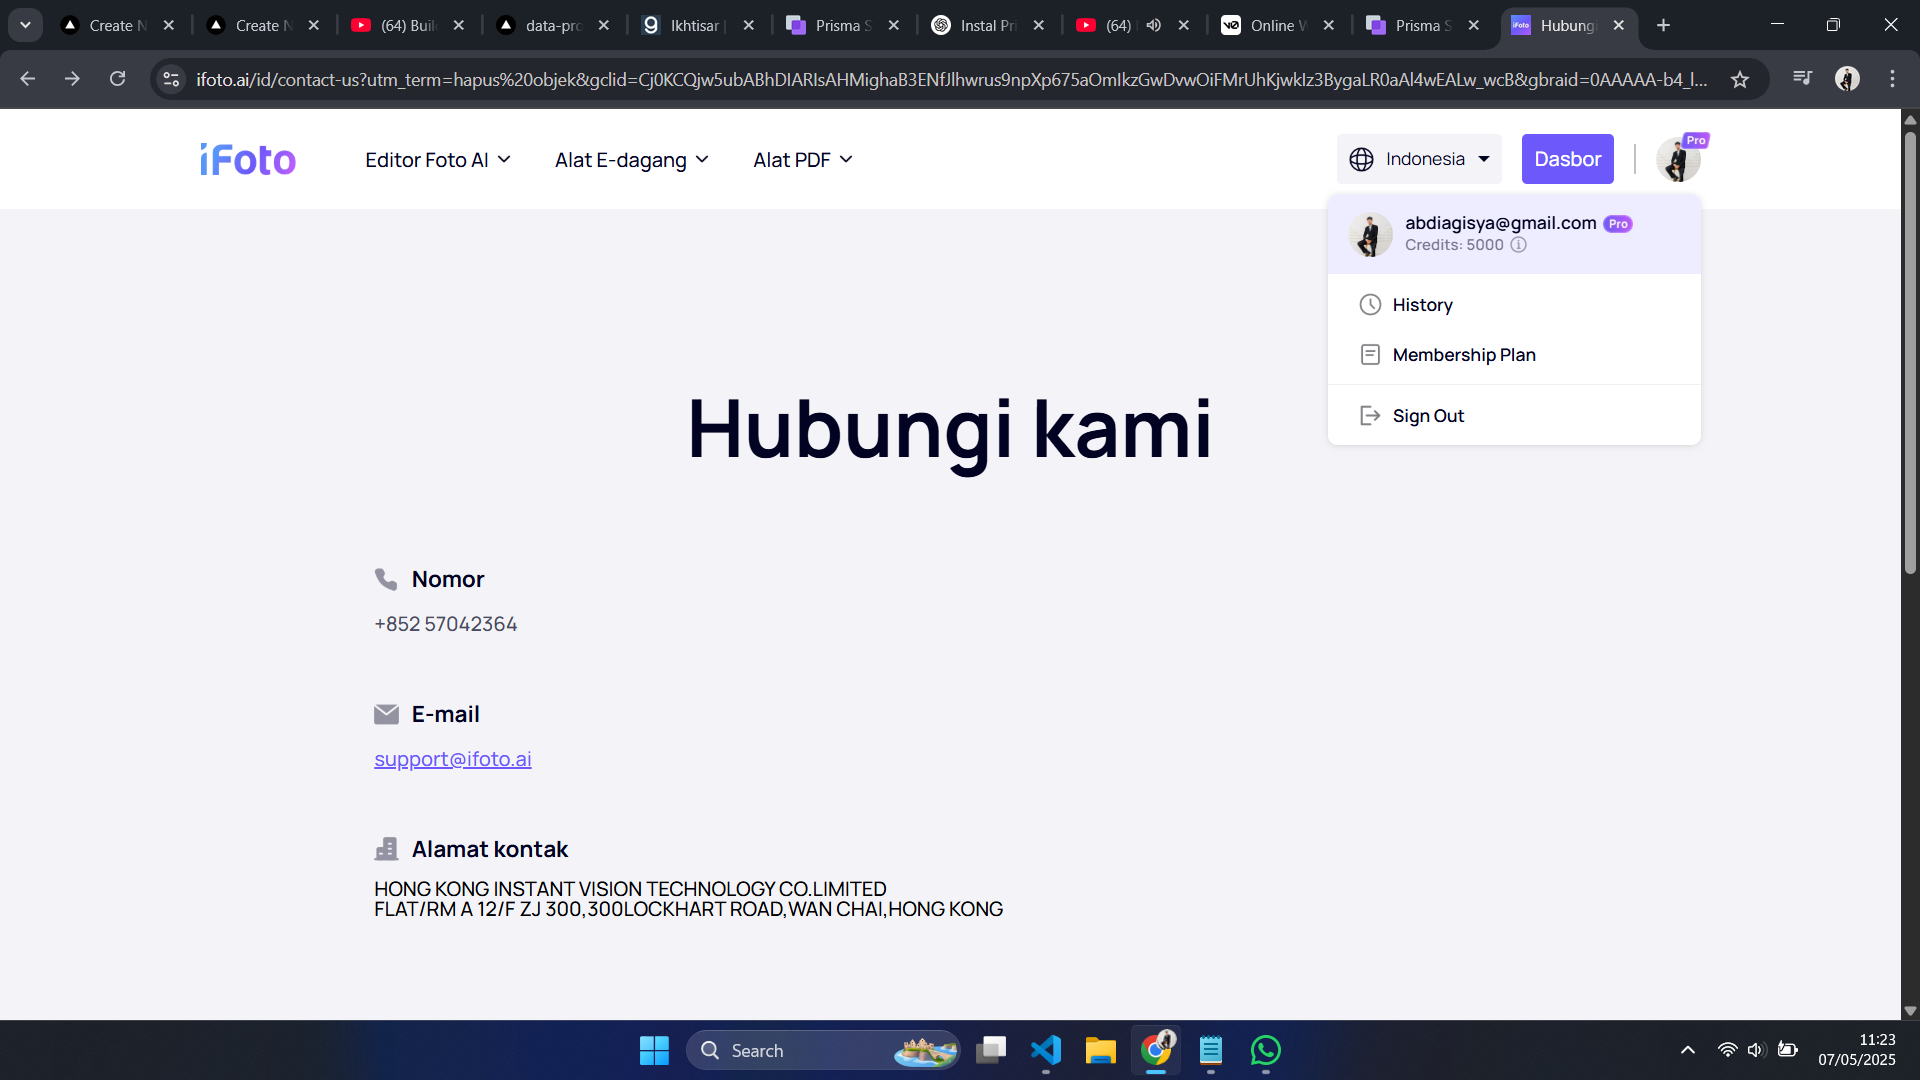 Create N
Create N
(64) Buil
data-pro
Ikhtisar
Prisma S
Instal Pri
(64)
Online W
Prisma S
Hubungi
ifoto.ai/id/contact-us?utm_term=hapus%20objek&gclid=Cj0KCQjw5ubABhDIARIsAHMighaB3ENfJlhwrus9npXp675aOmIkzGwDvwOiFMrUhKjwkIz3BygaLR0aAl4wEALw_wcB&gbraid=0AAAAA-b4_l...
iFoto
Editor Foto AI
Alat E-dagang
Alat PDF
Indonesia
Dasbor
Pro
abdiagisya@gmail.com Pro
Credits: 5000
History
Membership Plan
Sign Out
Hubungi kami
Nomor
+852 57042364
E-mail
support@ifoto.ai
Alamat kontak
HONG KONG INSTANT VISION TECHNOLOGY CO.LIMITED
FLAT/RM A 12/F ZJ 300,300LOCKHART ROAD,WAN CHAI,HONG KONG
Search
11:23
07/05/2025